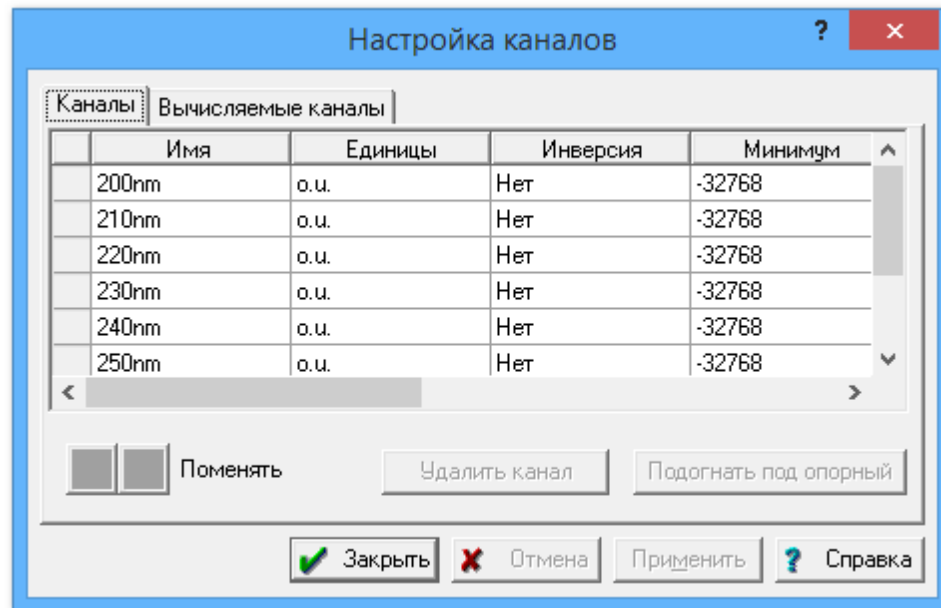 Настройка каналов ?
Каналы Вычисляемые каналы
Имя Единицы Инверсия Минимум
200nm o.u. Нет -32768
210nm o.u. Нет -32768
220nm o.u. Нет -32768
230nm o.u. Нет -32768
240nm o.u. Нет -32768
250nm o.u. Нет -32768
Поменять Удалить канал Подогнать под опорный
Закрыть Отмена Применить ? Справка